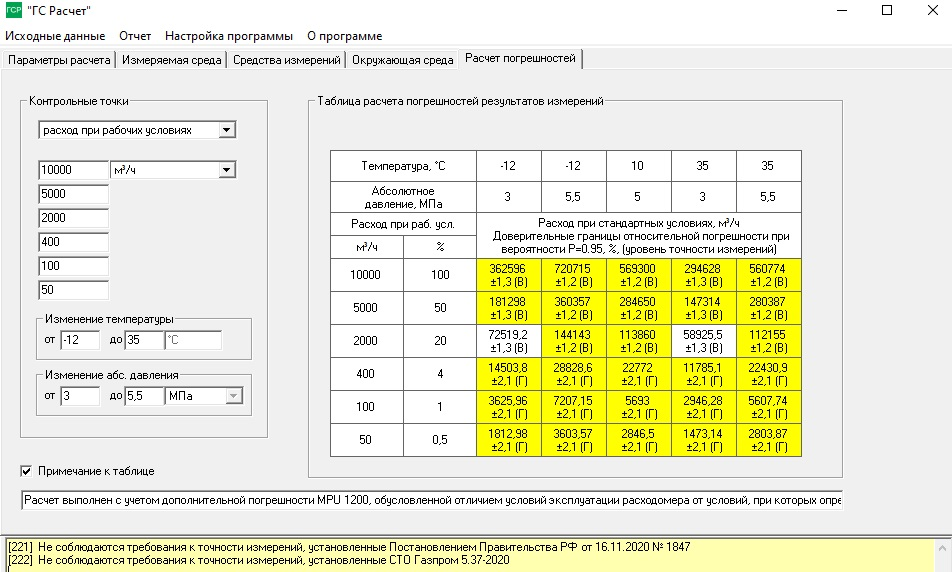 ГСР "ГС Расчет"
Исходные данные Отчет Настройка программы О программе
Параметры расчета Измеряемая среда Средства измерений Окружающая среда Расчет погрешностей
Контрольные точки
расход при рабочих условиях
10000 м³/ч
5000
2000
400
100
50
Изменение температуры
от -12 до 35 °C
Изменение абс. давления
от 3 до 5,5 МПа
Таблица расчета погрешностей результатов измерений
Температура, °C -12 -12 10 35 35
Абсолютное
давление, МПа 3 5,5 5 3 5,5
Расход при раб. усл. Расход при стандартных условиях, м³/ч
Доверительные границы относительной погрешности при
вероятности P=0.95, %, (уровень точности измерений)
м³/ч %
10000 100 362596 720715 569300 294628 560774
±1,3 (В) ±1,2 (В) ±1,2 (В) ±1,3 (В) ±1,2 (В)
5000 50 181298 360357 284650 147314 280387
±1,3 (В) ±1,2 (В) ±1,2 (В) ±1,3 (В) ±1,2 (В)
2000 20 72519,2 144143 113860 58925,5 112155
±1,3 (В) ±1,2 (В) ±1,2 (В) ±1,3 (В) ±1,2 (В)
400 4 14503,8 28828,6 22772 11785,1 22430,9
±2,1 (Г) ±2,1 (Г) ±2,1 (Г) ±2,1 (Г) ±2,1 (Г)
100 1 3625,96 7207,15 5693 2946,28 5607,74
±2,1 (Г) ±2,1 (Г) ±2,1 (Г) ±2,1 (Г) ±2,1 (Г)
50 0,5 1812,98 3603,57 2846,5 1473,14 2803,87
±2,1 (Г) ±2,1 (Г) ±2,1 (Г) ±2,1 (Г) ±2,1 (Г)
Примечание к таблице
Расчет выполнен с учетом дополнительной погрешности MPU 1200, обусловленной отличием условий эксплуатации расходомера от условий, при которых опре
[221] Не соблюдаются требования к точности измерений, установленные Постановлением Правительства РФ от 16.11.2020 № 1847
[222] Не соблюдаются требования к точности измерений, установленные СТО Газпром 5.37-2020